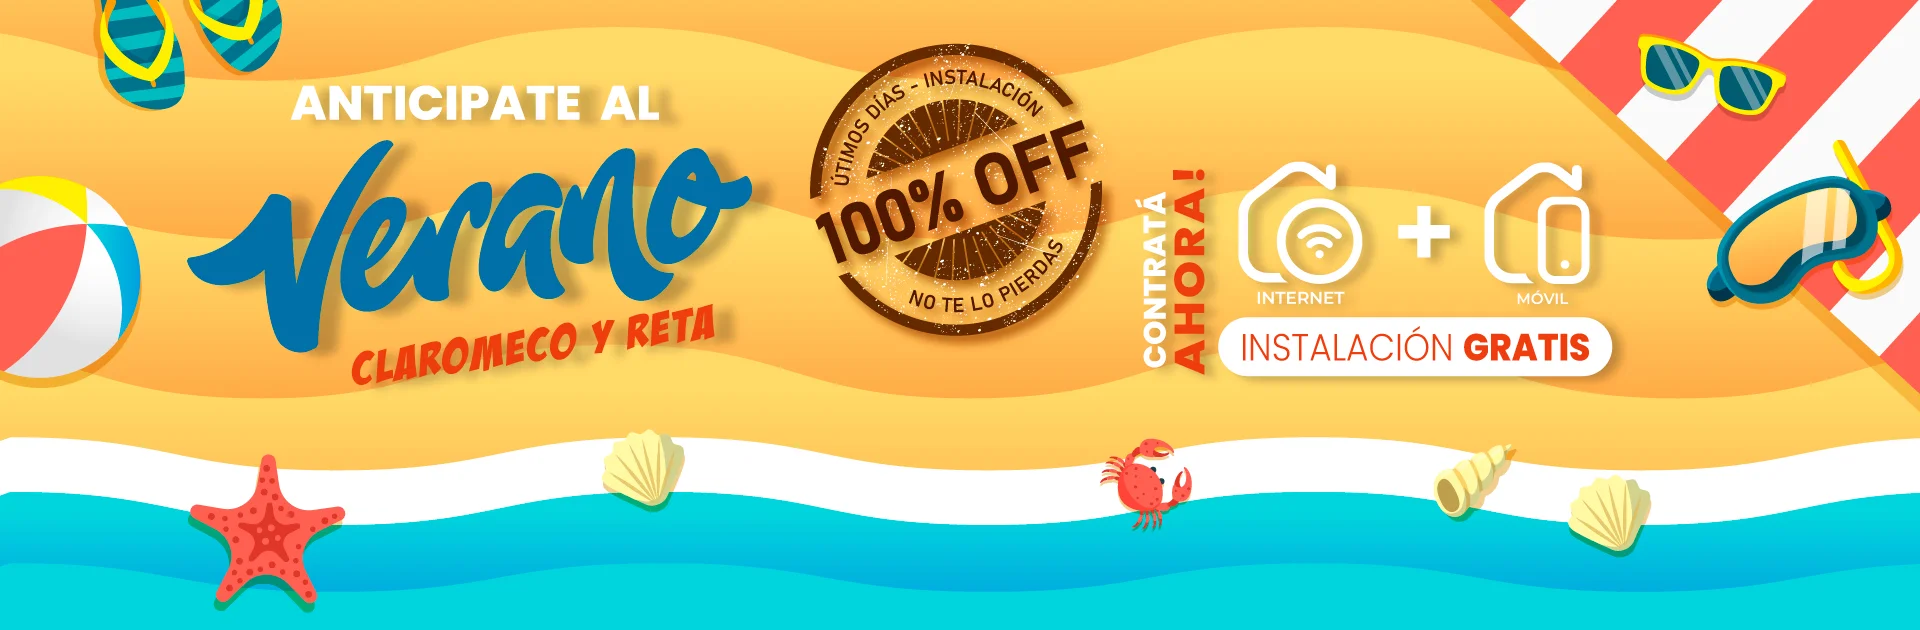 ANTICIPATE AL
Verano
CLAROMECO Y RETA
ÚTIMOS DÍAS - INSTALACIÓN
100% OFF
NO TE LO PIERDAS
CONTRATÁ
AHORA!
INTERNET
+
MÓVIL
INSTALACIÓN GRATIS